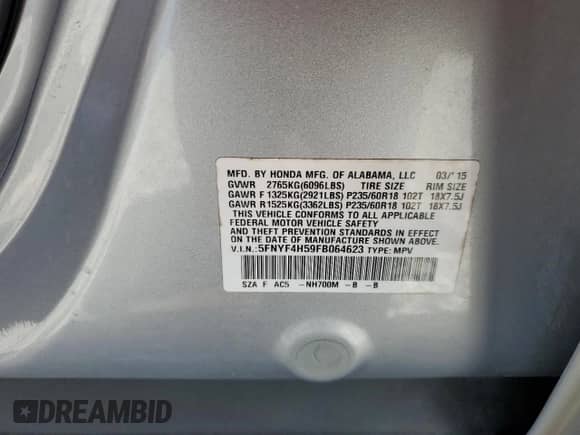 MFD. BY HONDA MFG. OF ALABAMA, LLC 03/'15
GVWR 2765KG(6096LBS) TIRE SIZE RIM SIZE
GAWR F 1325KG(2921LBS) P235/60R18 102T 18X7.5J
GAWR R 1525KG(3362LBS) P235/60R18 102T 18X7.5J
THIS VEHICLE CONFORMS TO ALL APPLICABLE
FEDERAL MOTOR VEHICLE SAFETY
AND THEFT PREVENTION STANDARDS IN EFFECT
ON THE DATE OF MANUFACTURE SHOWN ABOVE.
V.I.N.: 5FNYF4H59FB064623 TYPE: MPV
SZA F AC5 -NH700M -B -B
DREAMBID